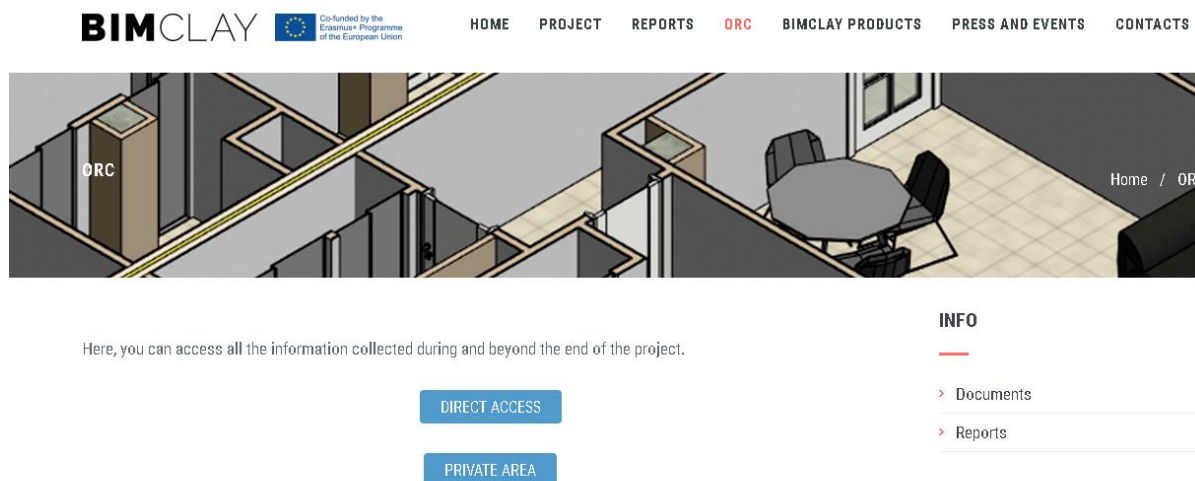 BIMCLAY
Co-funded by the
Erasmus+ Programme
of the European Union
HOME PROJECT REPORTS ORC BIMCLAY PRODUCTS PRESS AND EVENTS CONTACTS
ORC
Home / OR
INFO
Here, you can access all the information collected during and beyond the end of the project.
DIRECT ACCESS
PRIVATE AREA
> Documents
> Reports